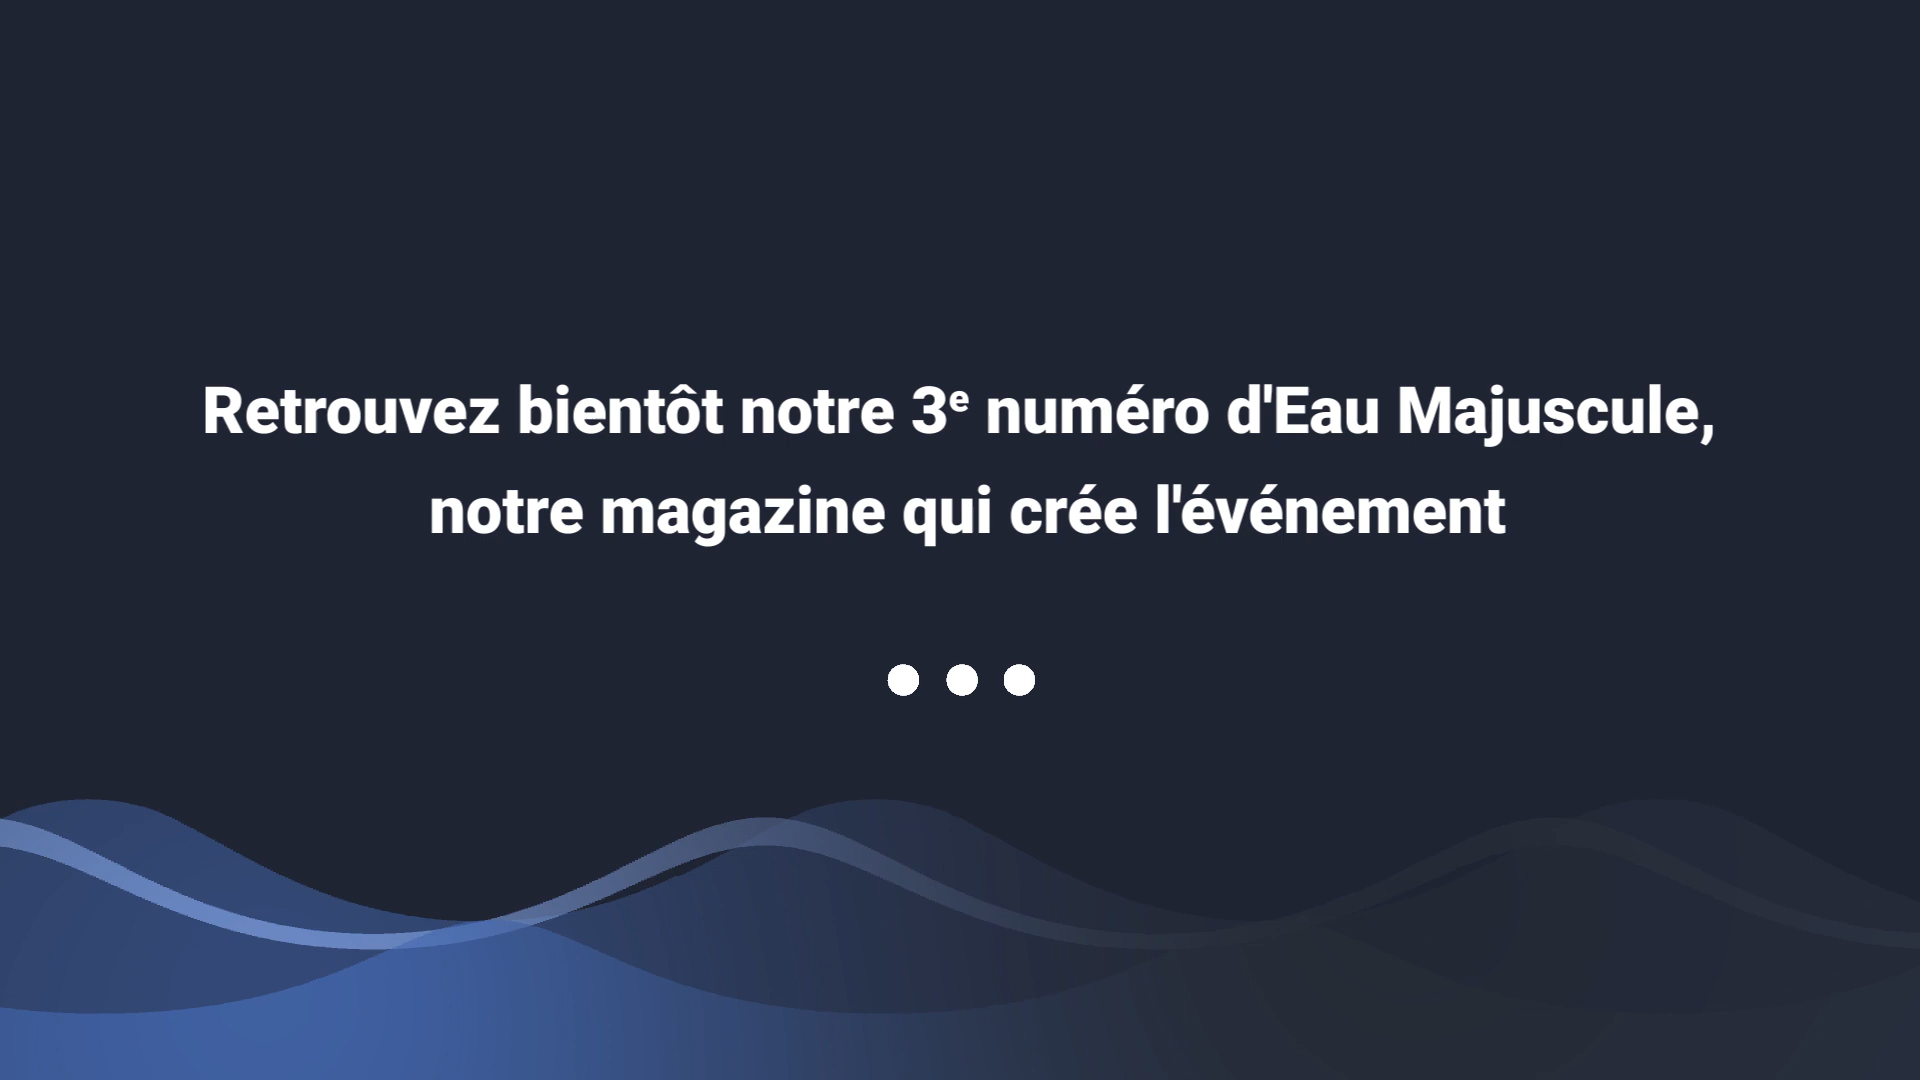 Retrouvez bientôt notre 3ᵉ numéro d'Eau Majuscule,
notre magazine qui crée l'événement